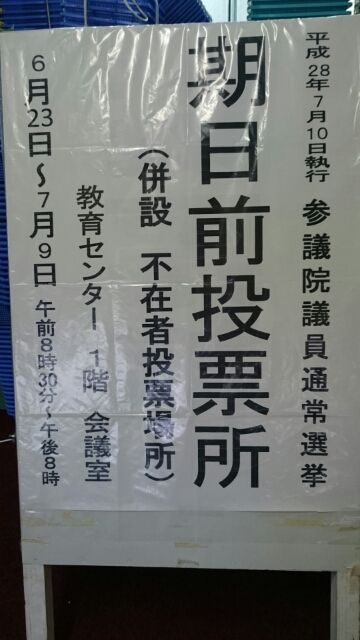 平成28年7月10日執行 参議院議員通常選挙
期日前投票所
（併設 不在者投票場所）
教育センター 1階 会議室
6月23日～7月9日 午前8時30分～午後8時